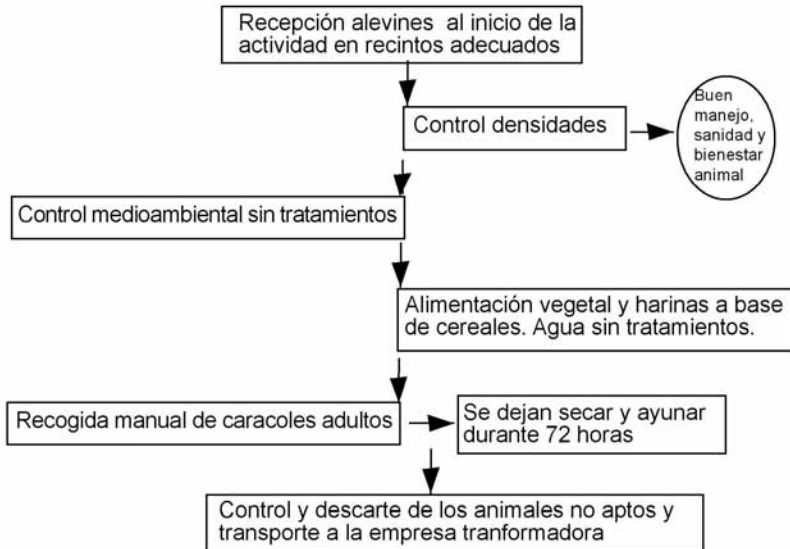 Recepción alevines al inicio de la
actividad en recintos adecuados
Control densidades
Buen
manejo,
sanidad y
bienestar
animal
Control medioambiental sin tratamientos
Alimentación vegetal y harinas a base
de cereales. Agua sin tratamientos.
Recogida manual de caracoles adultos
Se dejan secar y ayunar
durante 72 horas
Control y descarte de los animales no aptos y
transporte a la empresa tranformadora